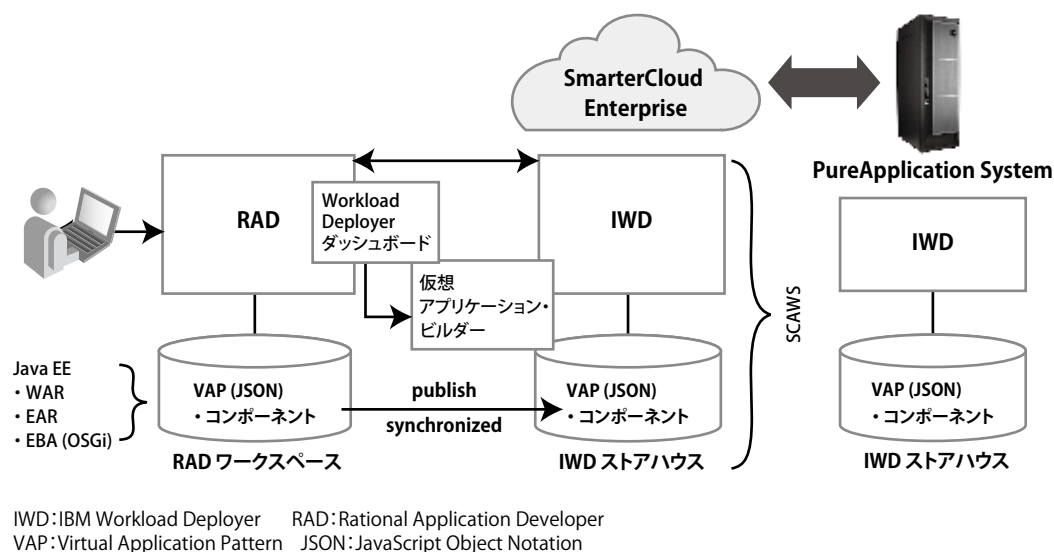 SmarterCloud
Enterprise
PureApplication System
RAD
Workload
Deployer
ダッシュボード
IWD
IWD
仮想
アプリケーション・
ビルダー
SCAWS
Java EE
・WAR
・EAR
・EBA (OSGi)
VAP (JSON)
・コンポーネント
publish
synchronized
VAP (JSON)
・コンポーネント
VAP (JSON)
・コンポーネント
RAD ワークスペース
IWD ストアハウス
IWD ストアハウス
IWD：IBM Workload Deployer RAD：Rational Application Developer
VAP：Virtual Application Pattern JSON：JavaScript Object Notation